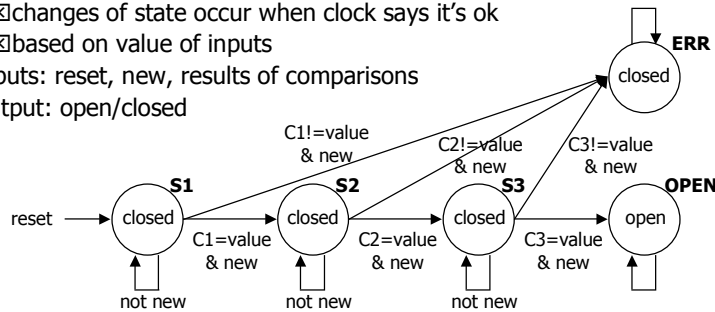 changes of state occur when clock says it's ok
based on value of inputs
puts: reset, new, results of comparisons
tput: open/closed
ERR
closed
C1!=value
& new
C2!=value
& new
C3!=value
& new
S1
S2
S3
OPEN
reset
closed
closed
closed
open
C1=value
& new
C2=value
& new
C3=value
& new
not new
not new
not new